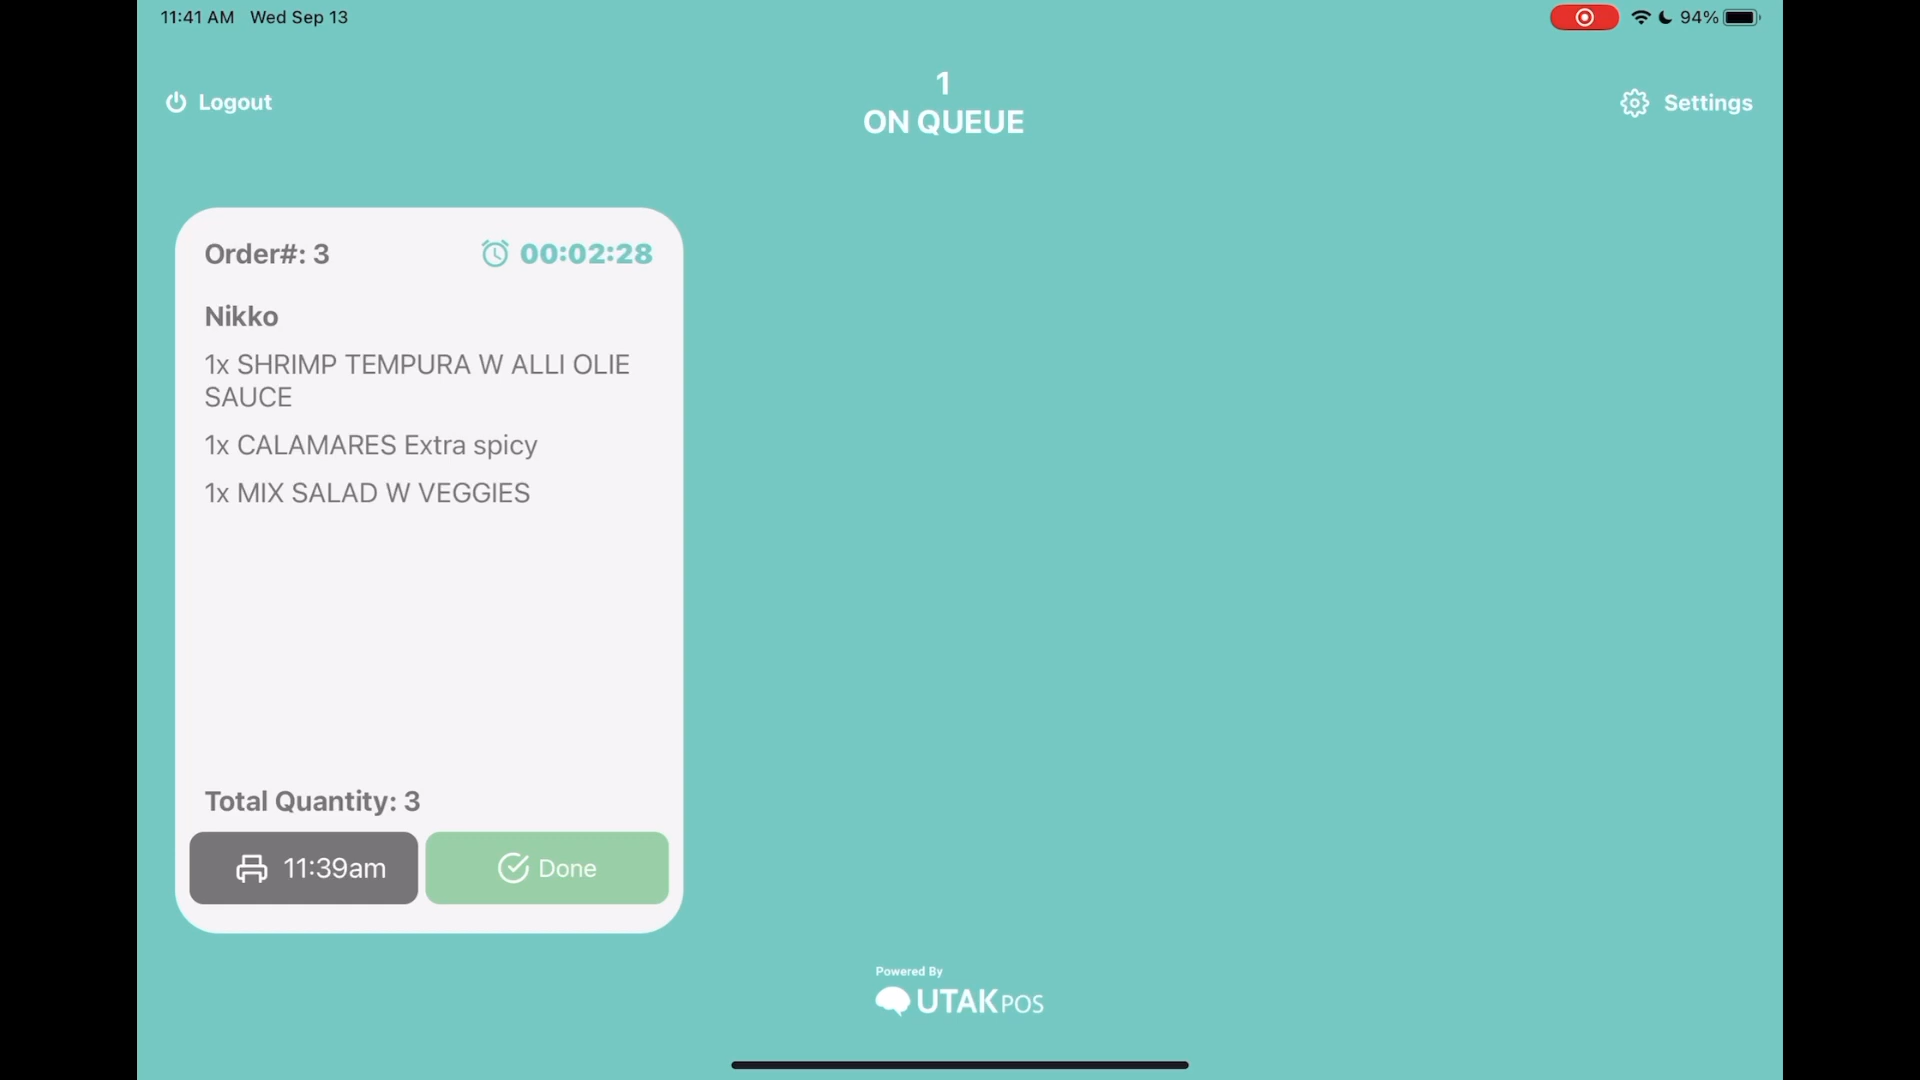 11:41 AM Wed Sep 13
94%
Logout
1
ON QUEUE
Settings
Order#: 3
00:02:28
Nikko
1x SHRIMP TEMPURA W ALLI OLIE
SAUCE
1x CALAMARES Extra spicy
1x MIX SALAD W VEGGIES
Total Quantity: 3
11:39am
Done
Powered By
UTAK POS